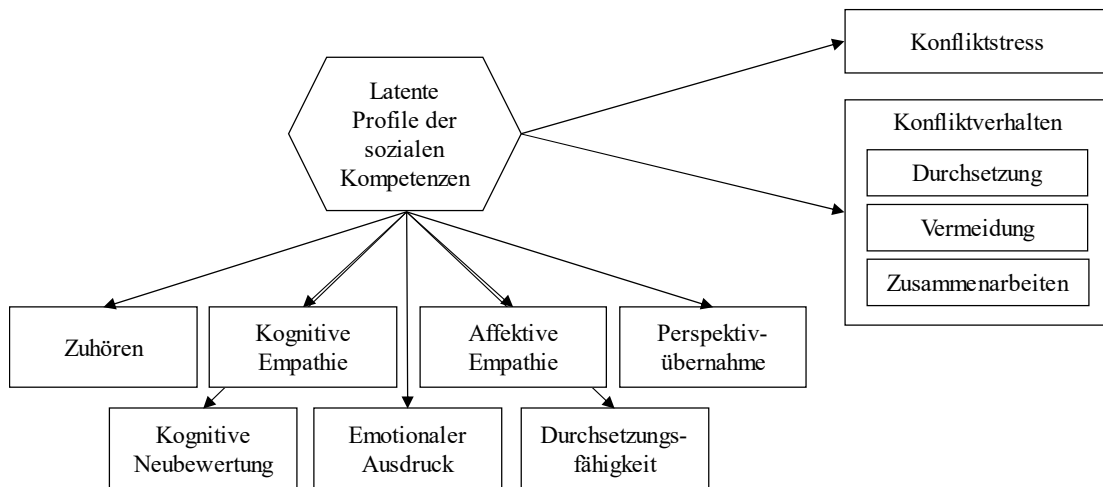 Latente
Profile der
sozialen
Kompetenzen
Konfliktstress
Konfliktverhalten
Durchsetzung
Vermeidung
Zusammenarbeiten
Zuhören
Kognitive
Empathie
Affektive
Empathie
Perspektiv-
übernahme
Kognitive
Neubewertung
Emotionaler
Ausdruck
Durchsetzungs-
fähigkeit